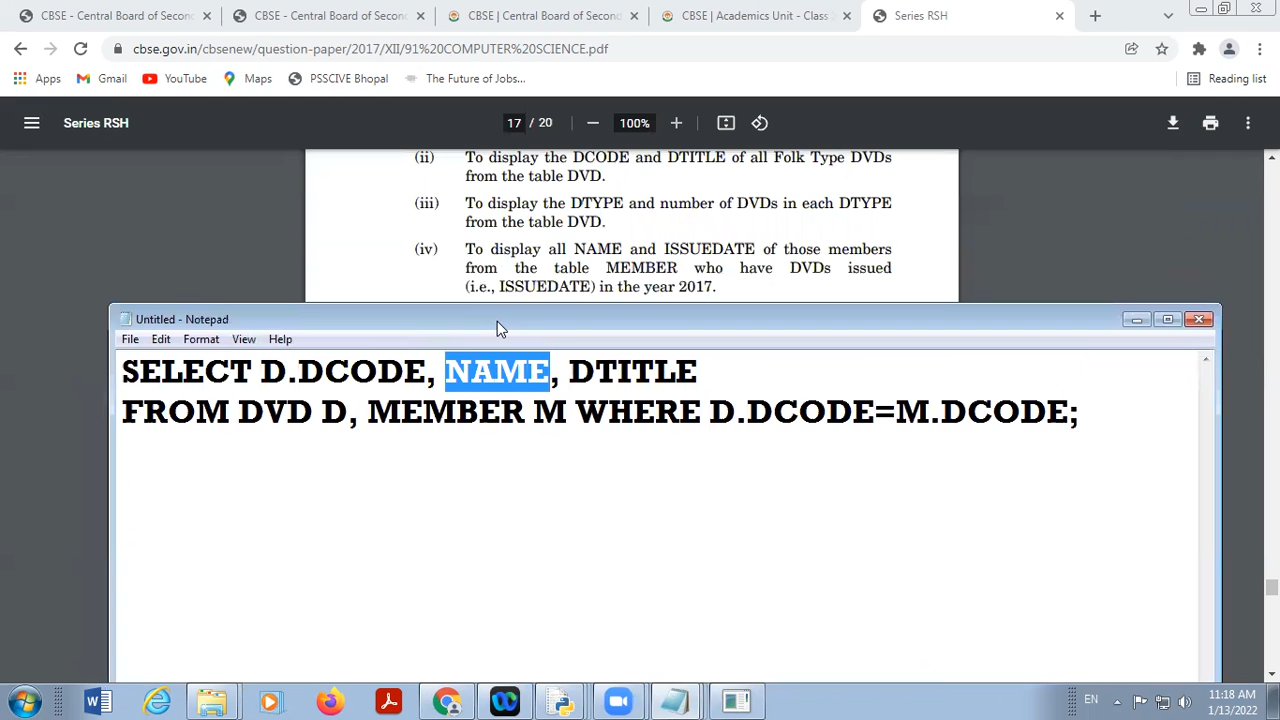 CBSE - Central Board of Second
CBSE - Central Board of Second
CBSE | Central Board of Second
CBSE | Academics Unit - Class
Series RSH
cbse.gov.in/cbsenew/question-paper/2017/XII/91%20COMPUTER%20SCIENCE.pdf
Apps
Gmail
YouTube
Maps
PSSCIVE Bhopal
The Future of Jobs...
Reading list
Series RSH
17 / 20
100%
(ii) To display the DCODE and DTITLE of all Folk Type DVDs
from the table DVD.
(iii) To display the DTYPE and number of DVDs in each DTYPE
from the table DVD.
(iv) To display all NAME and ISSUEDATE of those members
from the table MEMBER who have DVDs issued
(i.e., ISSUEDATE) in the year 2017.
Untitled - Notepad
File Edit Format View Help
SELECT D.DCODE, NAME, DTITLE
FROM DVD D, MEMBER M WHERE D.DCODE=M.DCODE;
EN
11:18 AM
1/13/2022